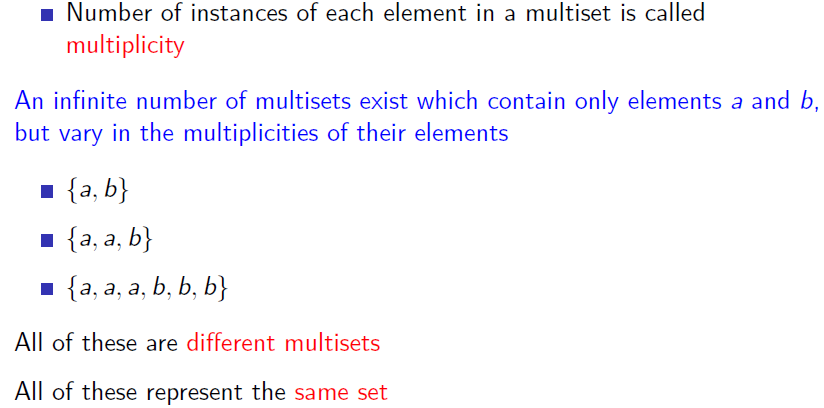 Number of instances of each element in a multiset is called
multiplicity
An infinite number of multisets exist which contain only elements a and b,
but vary in the multiplicities of their elements
{a, b}
{a, a, b}
{a, a, a, b, b, b}
All of these are different multisets
All of these represent the same set